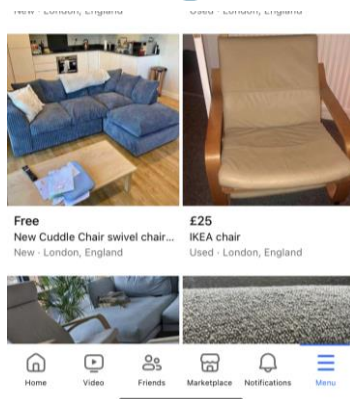 New · London, England
Used · London, England
Free
New Cuddle Chair swivel chair...
New · London, England
£25
IKEA chair
Used · London, England
Home
Video
Friends
Marketplace
Notifications
Menu